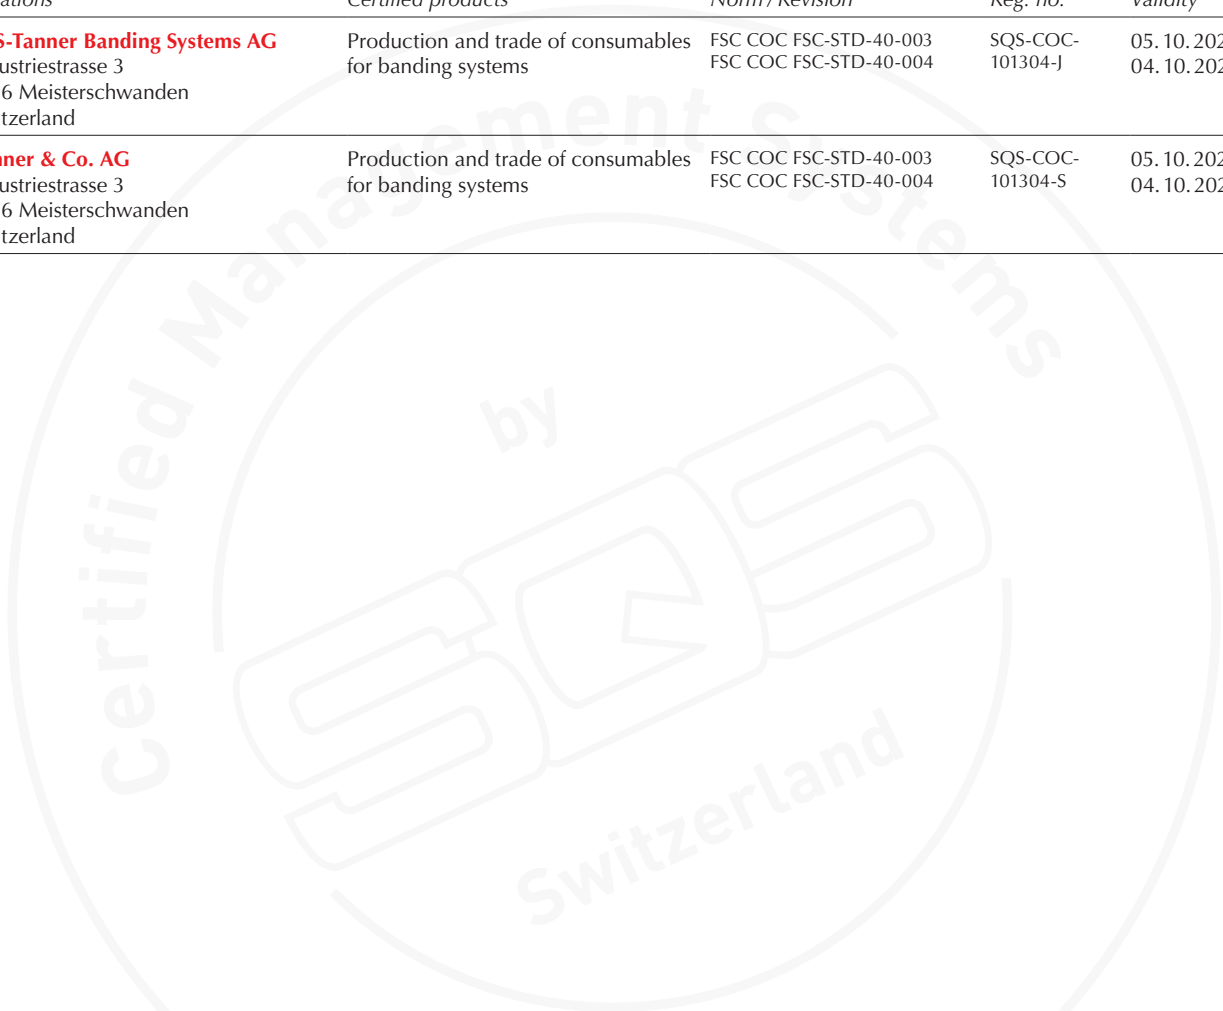 ations Certified products Norm / Revision Reg. no. Validity
S-Tanner Banding Systems AG Production and trade of consumables FSC COC FSC-STD-40-003 SQS-COC- 05. 10. 202
ustriestrasse 3 for banding systems FSC COC FSC-STD-40-004 101304-J 04. 10. 202
6 Meisterschwanden
tzerland
nner & Co. AG Production and trade of consumables FSC COC FSC-STD-40-003 SQS-COC- 05. 10. 202
ustriestrasse 3 for banding systems FSC COC FSC-STD-40-004 101304-S 04. 10. 202
6 Meisterschwanden
tzerland
Certified Management Systems
by
SQS
Switzerland